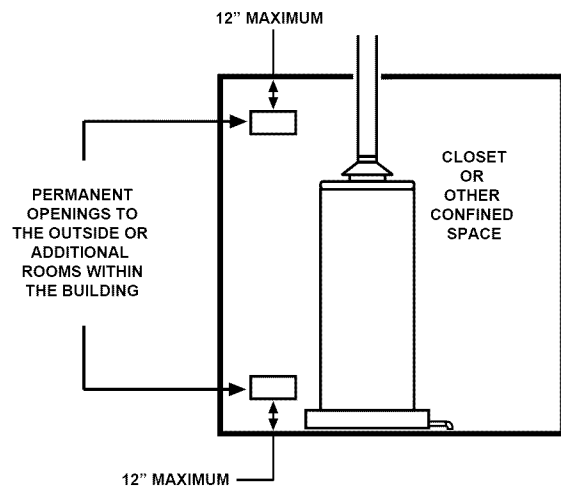 12” MAXIMUM
CLOSET
OR
OTHER
CONFINED
SPACE
PERMANENT
OPENINGS TO
THE OUTSIDE OR
ADDITIONAL
ROOMS WITHIN
THE BUILDING
12” MAXIMUM